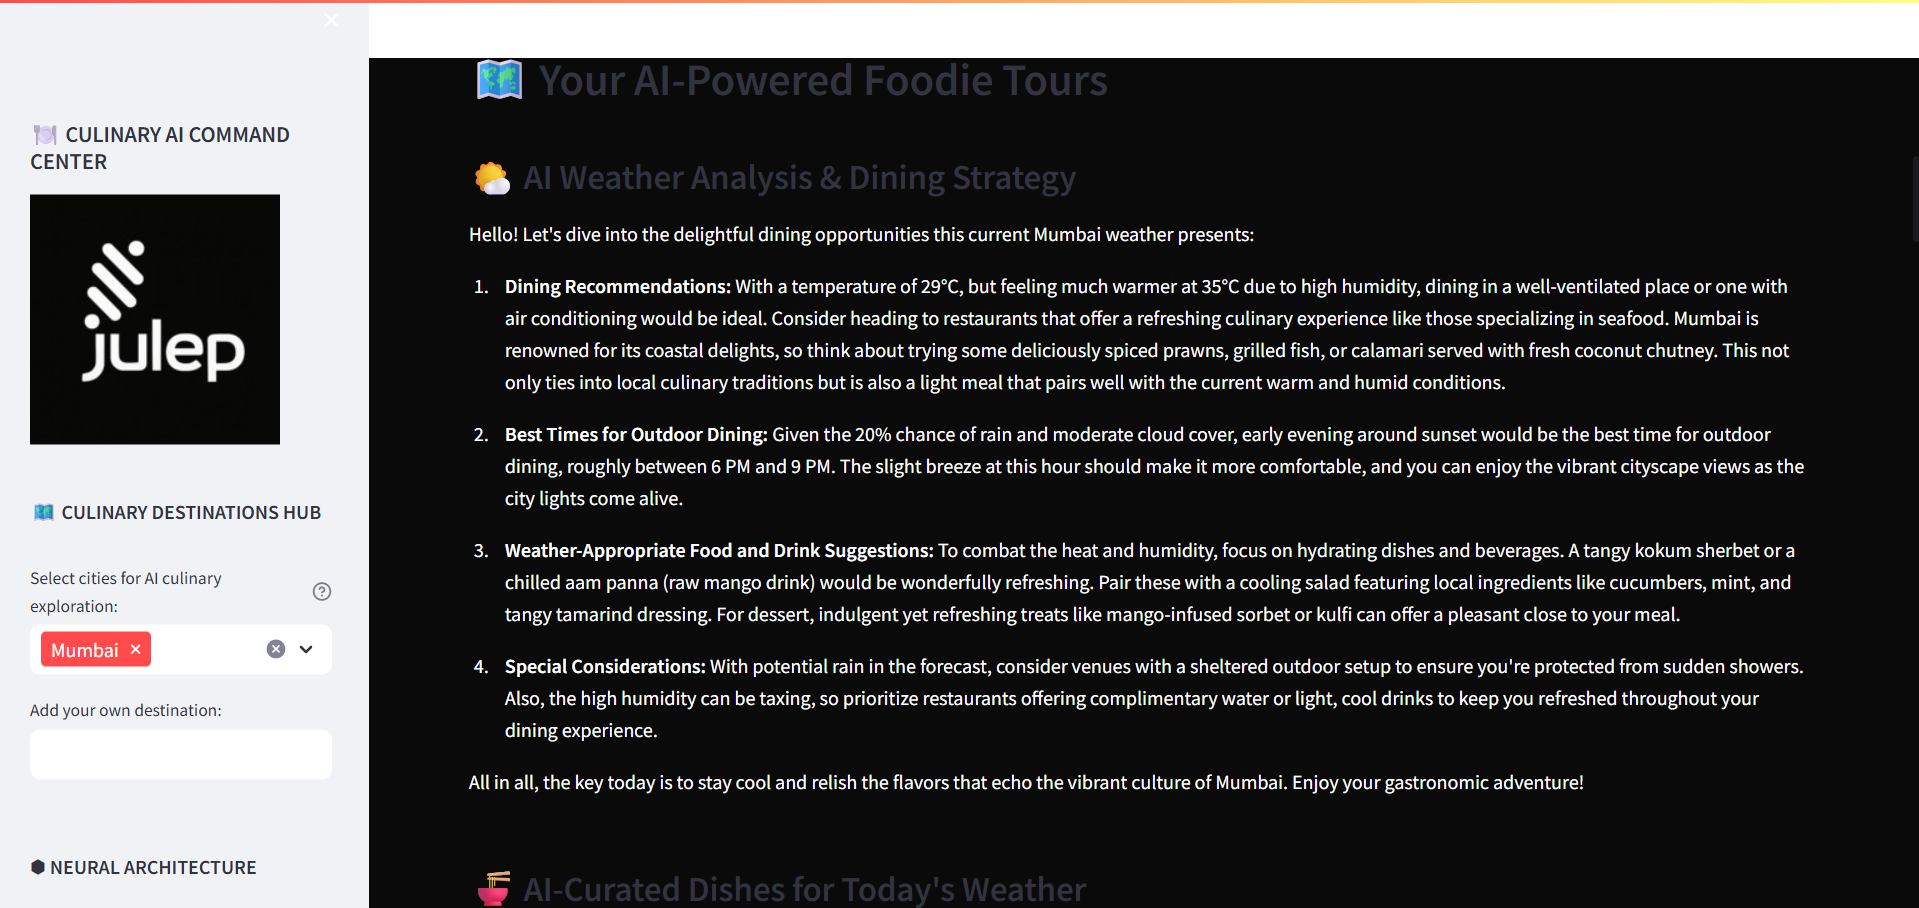 CULINARY AI COMMAND
CENTER
julep
CULINARY DESTINATIONS HUB
Select cities for AI culinary
exploration:
Mumbai
Add your own destination:
NEURAL ARCHITECTURE
Your AI-Powered Foodie Tours
AI Weather Analysis & Dining Strategy
Hello! Let's dive into the delightful dining opportunities this current Mumbai weather presents:
1. Dining Recommendations: With a temperature of 29°C, but feeling much warmer at 35°C due to high humidity, dining in a well-ventilated place or one with
air conditioning would be ideal. Consider heading to restaurants that offer a refreshing culinary experience like those specializing in seafood. Mumbai is
renowned for its coastal delights, so think about trying some deliciously spiced prawns, grilled fish, or calamari served with fresh coconut chutney. This not
only ties into local culinary traditions but is also a light meal that pairs well with the current warm and humid conditions.
2. Best Times for Outdoor Dining: Given the 20% chance of rain and moderate cloud cover, early evening around sunset would be the best time for outdoor
dining, roughly between 6 PM and 9 PM. The slight breeze at this hour should make it more comfortable, and you can enjoy the vibrant cityscape views as the
city lights come alive.
3. Weather-Appropriate Food and Drink Suggestions: To combat the heat and humidity, focus on hydrating dishes and beverages. A tangy kokum sherbet or a
chilled aam panna (raw mango drink) would be wonderfully refreshing. Pair these with a cooling salad featuring local ingredients like cucumbers, mint, and
tangy tamarind dressing. For dessert, indulgent yet refreshing treats like mango-infused sorbet or kulfi can offer a pleasant close to your meal.
4. Special Considerations: With potential rain in the forecast, consider venues with a sheltered outdoor setup to ensure you're protected from sudden showers.
Also, the high humidity can be taxing, so prioritize restaurants offering complimentary water or light, cool drinks to keep you refreshed throughout your
dining experience.
All in all, the key today is to stay cool and relish the flavors that echo the vibrant culture of Mumbai. Enjoy your gastronomic adventure!
AI-Curated Dishes for Today's Weather